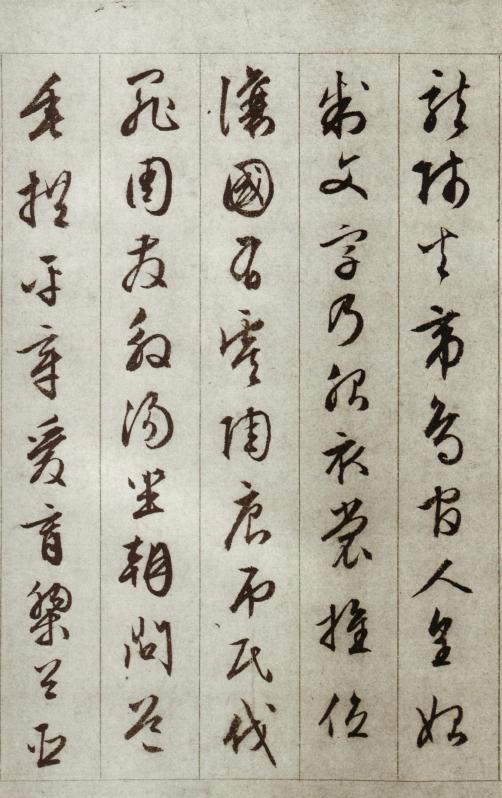 龍師火帝鳥官人皇始
制文字乃服衣裳推位
讓國有虞陶唐吊民伐
罪周發殷湯坐朝問道
垂拱平章愛育黎首臣